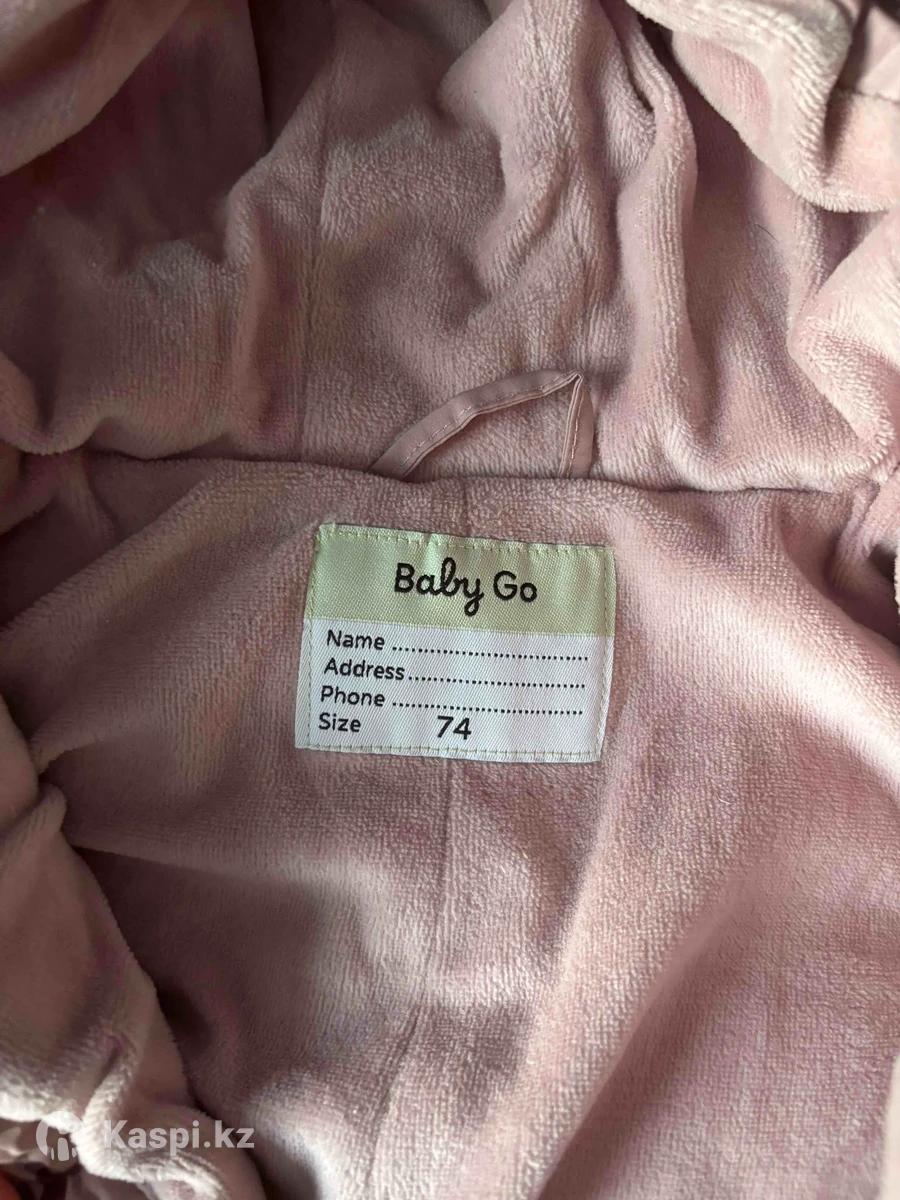 Baby Go
Name ..............................
Address..............................
Phone ..............................
Size 74
Kaspi.kz